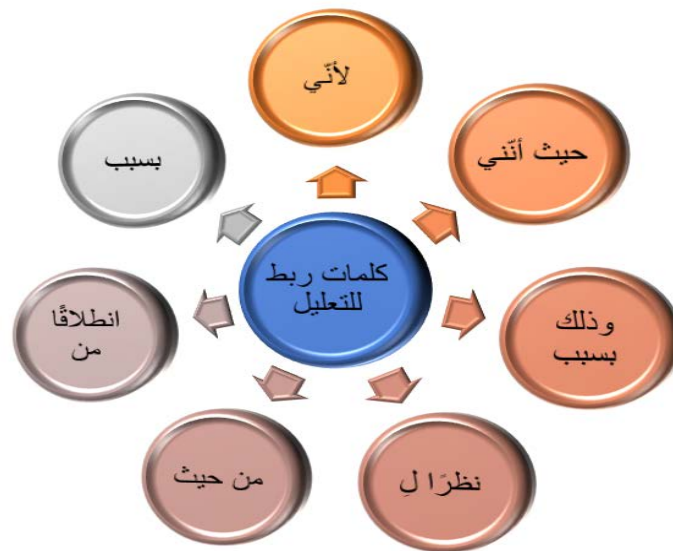 كلمات ربط
للتعليل
لأنّي
حيث أنّني
وذلك
بسبب
نظرًا لِ
من حيث
انطلاقًا
من
بسبب